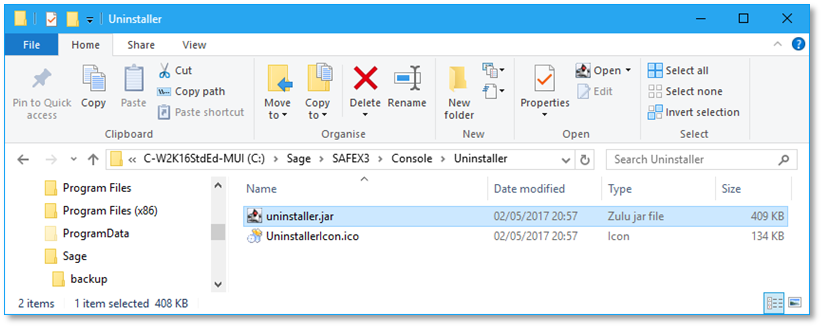 Uninstaller
File Home Share View
Pin to Quick access
Copy
Paste
Cut
Copy path
Paste shortcut
Clipboard
Move to
Copy to
Delete
Rename
Organise
New folder
New
Properties
Open
Edit
Open
Select all
Select none
Invert selection
Select
« C-W2K16StdEd-MUI (C:) > Sage > SAFEX3 > Console > Uninstaller
Search Uninstaller
Program Files
Program Files (x86)
ProgramData
Sage
backup
Name Date modified Type Size
uninstaller.jar 02/05/2017 20:57 Zulu jar file 409 KB
UninstallerIcon.ico 02/05/2017 20:57 Icon 134 KB
2 items 1 item selected 408 KB